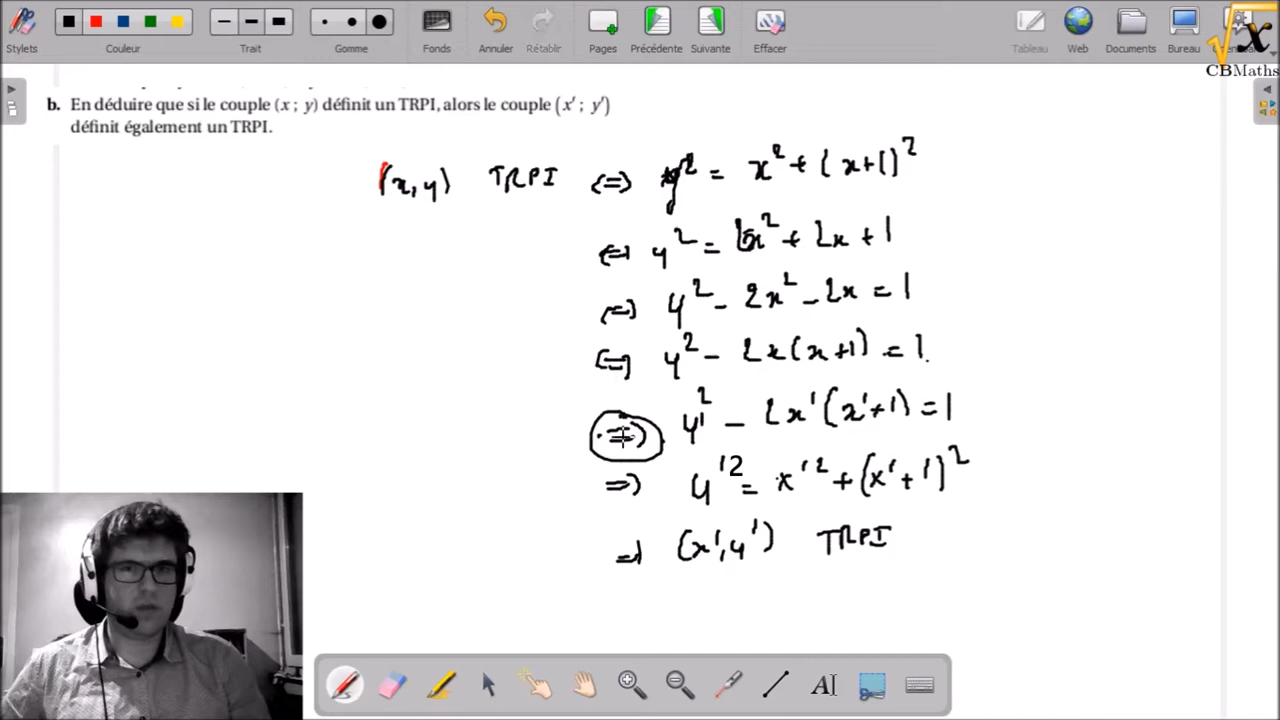 Stylets Couleur Trait Gomme Fonds Annuler Rétablir Pages Précédente Suivante Effacer Tableau Web Documents Bureau
CBMaths
b. En déduire que si le couple (x ; y) définit un TRPI, alors le couple (x′ ; y′)
définit également un TRPI.
(x, y) TRPI ⇔ y² = x² + (x+1)²
⇔ y² = 2x² + 2x + 1
⇔ y² - 2x² - 2x = 1
⇔ y² - 2x(x+1) = 1.
⇒ y'² - 2x'(x'+1) = 1
⇒ y'² = x'² + (x'+1)²
⇒ (x', y') TRPI
AI